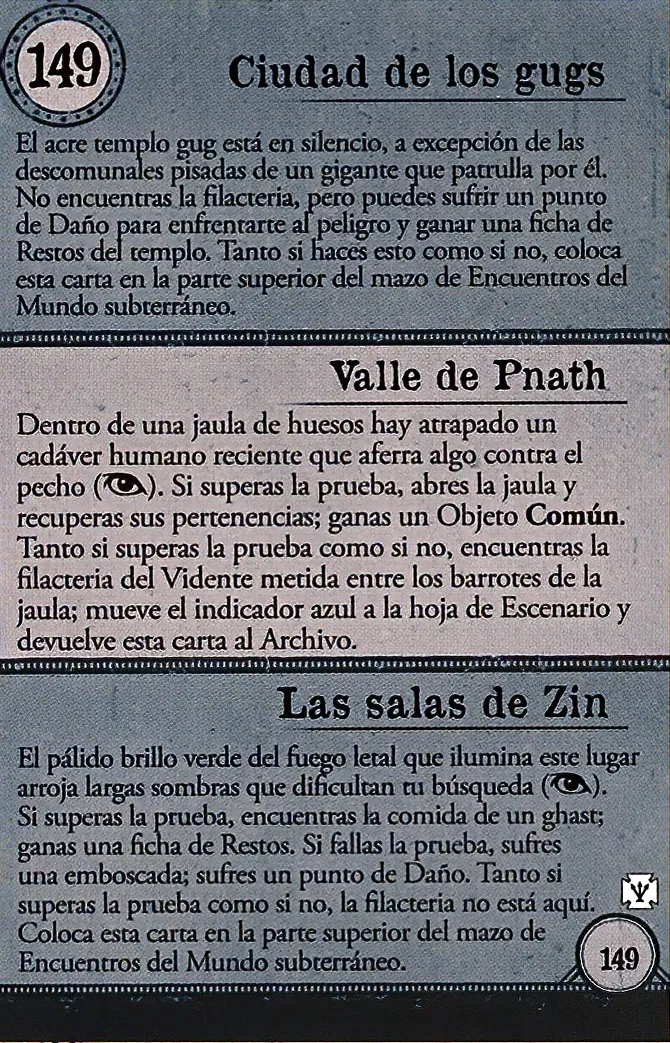 149
Ciudad de los gugs
El acre templo gug está en silencio, a excepción de las
descomunales pisadas de un gigante que patrulla por él.
No encuentras la filacteria, pero puedes sufrir un punto
de Daño para enfrentarte al peligro y ganar una ficha de
Restos del templo. Tanto si haces esto como si no, coloca
esta carta en la parte superior del mazo de Encuentros del
Mundo subterráneo.
Valle de Pnath
Dentro de una jaula de huesos hay atrapado un
cadáver humano reciente que aferra algo contra el
pecho (). Si superas la prueba, abres la jaula y
recuperas sus pertenencias; ganas un Objeto Común.
Tanto si superas la prueba como si no, encuentras la
filacteria del Vidente metida entre los barrotes de la
jaula; mueve el indicador azul a la hoja de Escenario y
devuelve esta carta al Archivo.
Las salas de Zin
El pálido brillo verde del fuego letal que ilumina este lugar
arroja largas sombras que dificultan tu búsqueda ().
Si superas la prueba, encuentras la comida de un ghast;
ganas una ficha de Restos. Si fallas la prueba, sufres
una emboscada; sufres un punto de Daño. Tanto si
superas la prueba como si no, la filacteria no está aquí.
Coloca esta carta en la parte superior del mazo de
Encuentros del Mundo subterráneo.
149